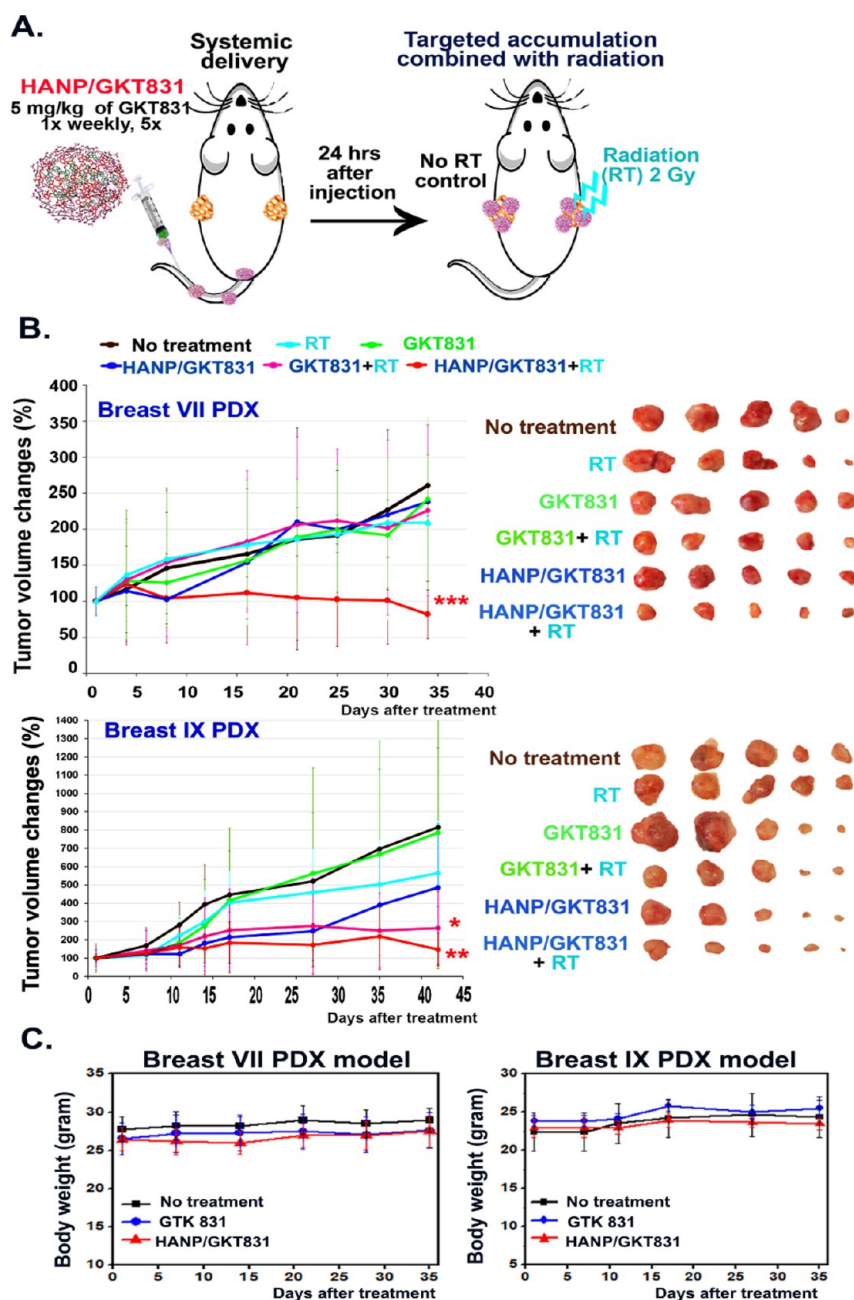 A.
Systemic
delivery
Targeted accumulation
combined with radiation
HANP/GKT831
5 mg/kg of GKT831
1x weekly, 5x
24 hrs
after
injection
No RT
control
Radiation
(RT) 2 Gy
B.
No treatment RT GKT831
HANP/GKT831 GKT831+RT HANP/GKT831+RT
Breast VII PDX
Tumor volume changes (%)
400
350
300
250
200
150
100
50
0
***
0 5 10 15 20 25 30 35 40
Days after treatment
No treatment
RT
GKT831
GKT831+ RT
HANP/GKT831
HANP/GKT831
+ RT
Breast IX PDX
Tumor volume changes (%)
1400
1300
1200
1100
1000
900
800
700
600
500
400
300
200
100
0
*
**
0 5 10 15 20 25 30 35 40 45
Days after treatment
No treatment
RT
GKT831
GKT831+ RT
HANP/GKT831
HANP/GKT831
+ RT
C.
Breast VII PDX model
Body weight (gram)
35
30
25
15
10
No treatment
GTK 831
HANP/GKT831
0 5 10 15 20 25 30 35
Days after treatment
Breast IX PDX model
Body weight (gram)
30
25
20
15
10
5
No treatment
GTK 831
HANP/GKT831
0 5 10 15 20 25 30 35
Days after treatment